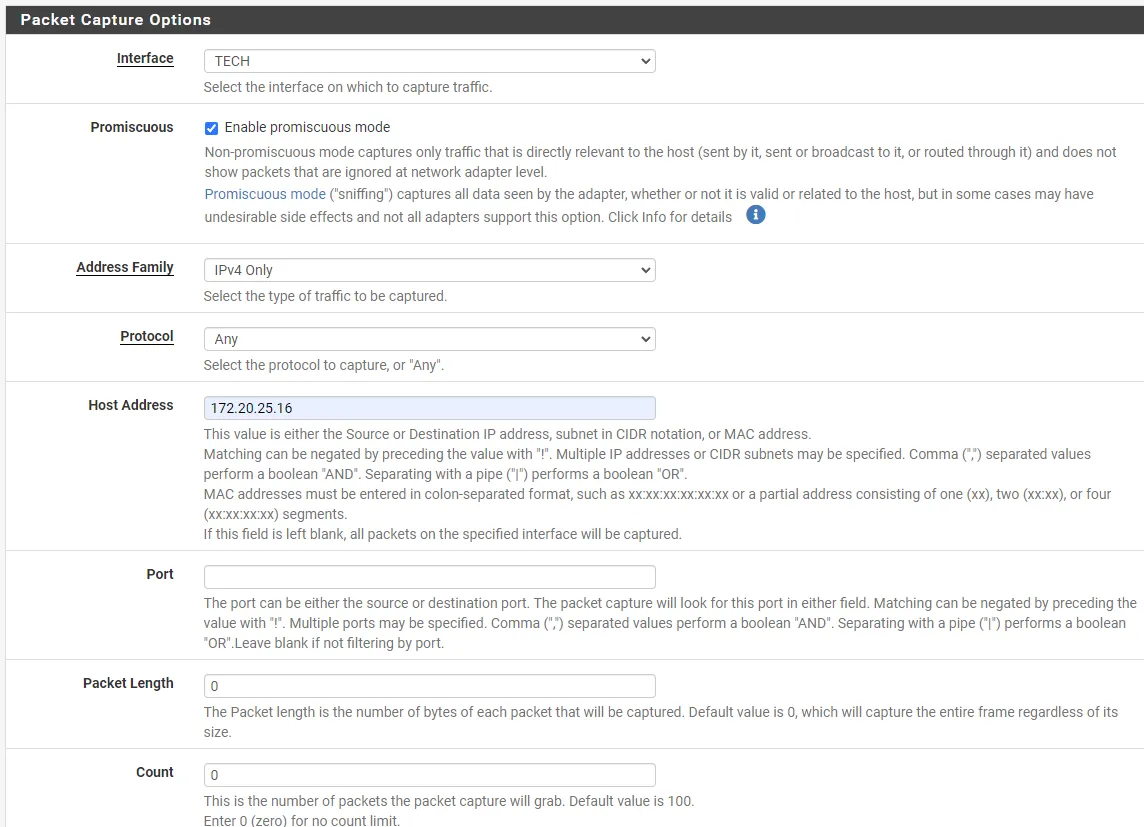 Packet Capture Options
Interface
TECH
Select the interface on which to capture traffic.
Promiscuous
Enable promiscuous mode
Non-promiscuous mode captures only traffic that is directly relevant to the host (sent by it, sent or broadcast to it, or routed through it) and does not
show packets that are ignored at network adapter level.
Promiscuous mode ("sniffing") captures all data seen by the adapter, whether or not it is valid or related to the host, but in some cases may have
undesirable side effects and not all adapters support this option. Click Info for details
Address Family
IPv4 Only
Select the type of traffic to be captured.
Protocol
Any
Select the protocol to capture, or "Any".
Host Address
172.20.25.16
This value is either the Source or Destination IP address, subnet in CIDR notation, or MAC address.
Matching can be negated by preceding the value with "!". Multiple IP addresses or CIDR subnets may be specified. Comma (",") separated values
perform a boolean "AND". Separating with a pipe ("|") performs a boolean "OR".
MAC addresses must be entered in colon-separated format, such as xx:xx:xx:xx:xx:xx or a partial address consisting of one (xx), two (xx:xx), or four
(xx:xx:xx:xx) segments.
If this field is left blank, all packets on the specified interface will be captured.
Port
The port can be either the source or destination port. The packet capture will look for this port in either field. Matching can be negated by preceding the
value with "!". Multiple ports may be specified. Comma (",") separated values perform a boolean "AND". Separating with a pipe ("|") performs a boolean
"OR".Leave blank if not filtering by port.
Packet Length
0
The Packet length is the number of bytes of each packet that will be captured. Default value is 0, which will capture the entire frame regardless of its
size.
Count
0
This is the number of packets the packet capture will grab. Default value is 100.
Enter 0 (zero) for no count limit.